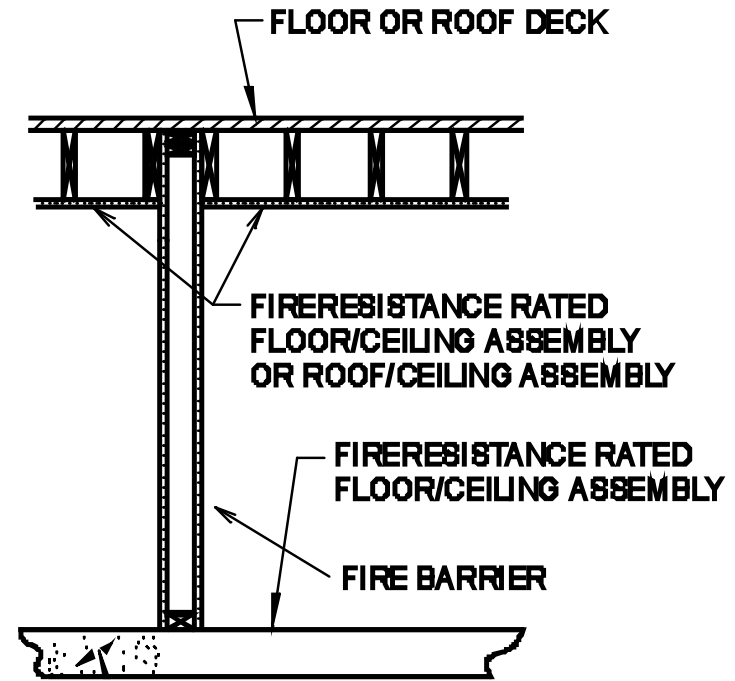 FLOOR OR ROOF DECK
FIRERESISTANCE RATED
FLOOR/CEILING ASSEMBLY
OR ROOF/CEILING ASSEMBLY
FIRERESISTANCE RATED
FLOOR/CEILING ASSEMBLY
FIRE BARRIER